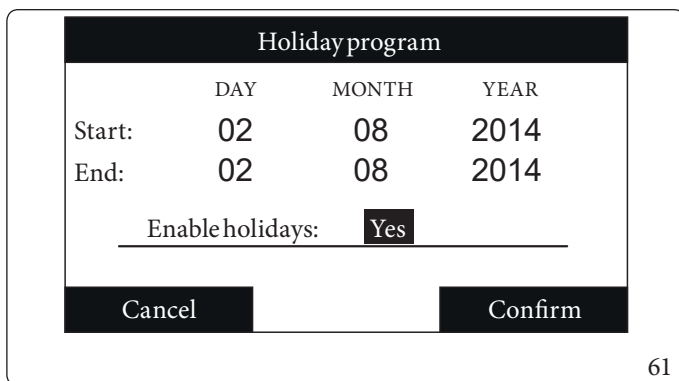 Holiday program
DAY MONTH YEAR
Start: 02 08 2014
End: 02 08 2014
Enable holidays: Yes
Cancel Confirm
61